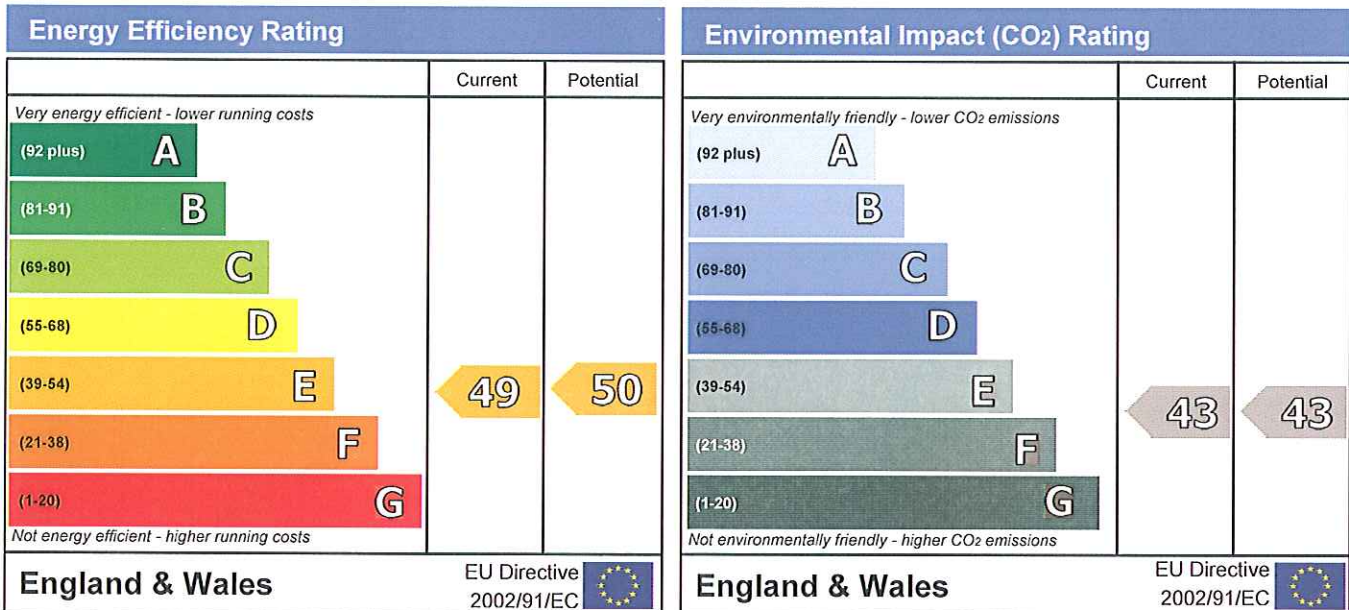 Energy Efficiency Rating
Current Potential
Very energy efficient - lower running costs
(92 plus) A
(81-91) B
(69-80) C
(55-68) D
(39-54) E 49 50
(21-38) F
(1-20) G
Not energy efficient - higher running costs
England & Wales
EU Directive
2002/91/EC
Environmental Impact (CO2) Rating
Current Potential
Very environmentally friendly - lower CO2 emissions
(92 plus) A
(81-91) B
(69-80) C
(55-68) D
(39-54) E 43 43
(21-38) F
(1-20) G
Not environmentally friendly - higher CO2 emissions
England & Wales
EU Directive
2002/91/EC